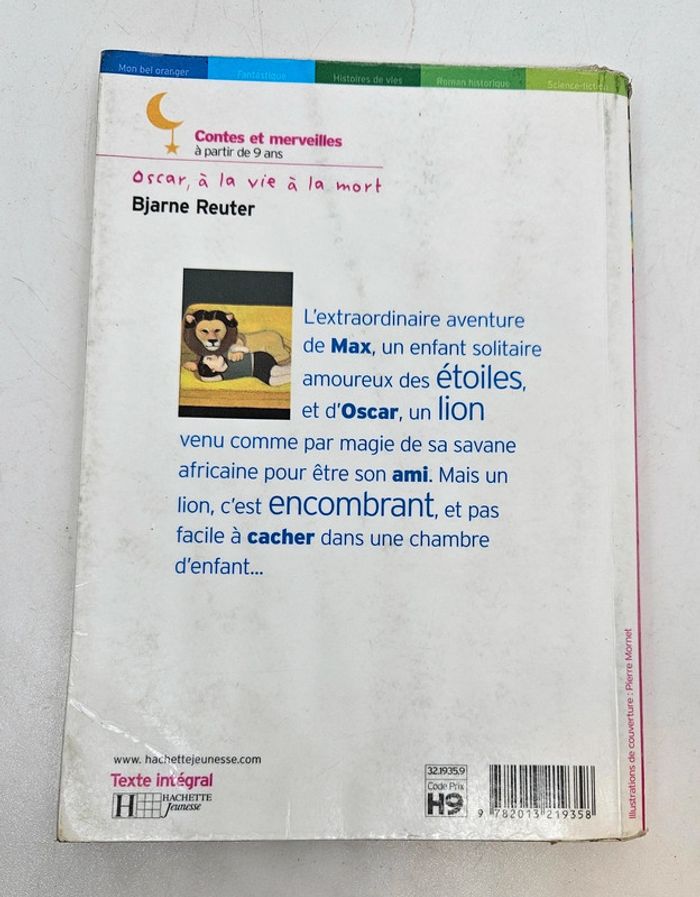 Mon bel oranger Fantastique Histoires de vies Roman historique Science-fiction
Contes et merveilles
à partir de 9 ans
Oscar, à la vie à la mort
Bjarne Reuter
L'extraordinaire aventure
de Max, un enfant solitaire
amoureux des étoiles,
et d'Oscar, un lion
venu comme par magie de sa savane
africaine pour être son ami. Mais un
lion, c'est encombrant, et pas
facile à cacher dans une chambre
d'enfant...
www. hachettejeunesse.com
Texte intégral
H HACHETTE
Jeunesse
32.1935.9
Code Prix
H9
9 782013 219358
Illustrations de couverture : Pierre Mornet